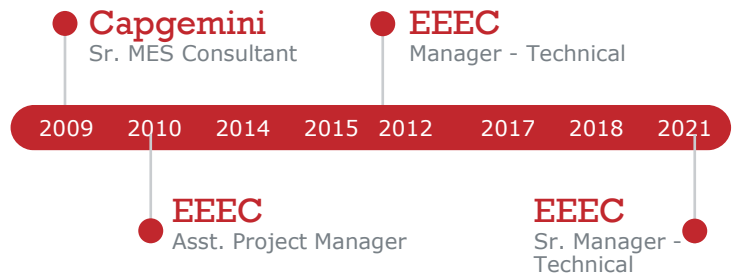 Capgemini
Sr. MES Consultant
EEEC
Manager - Technical
2009 2010 2014 2015 2012 2017 2018 2021
EEEC
Asst. Project Manager
EEEC
Sr. Manager -
Technical